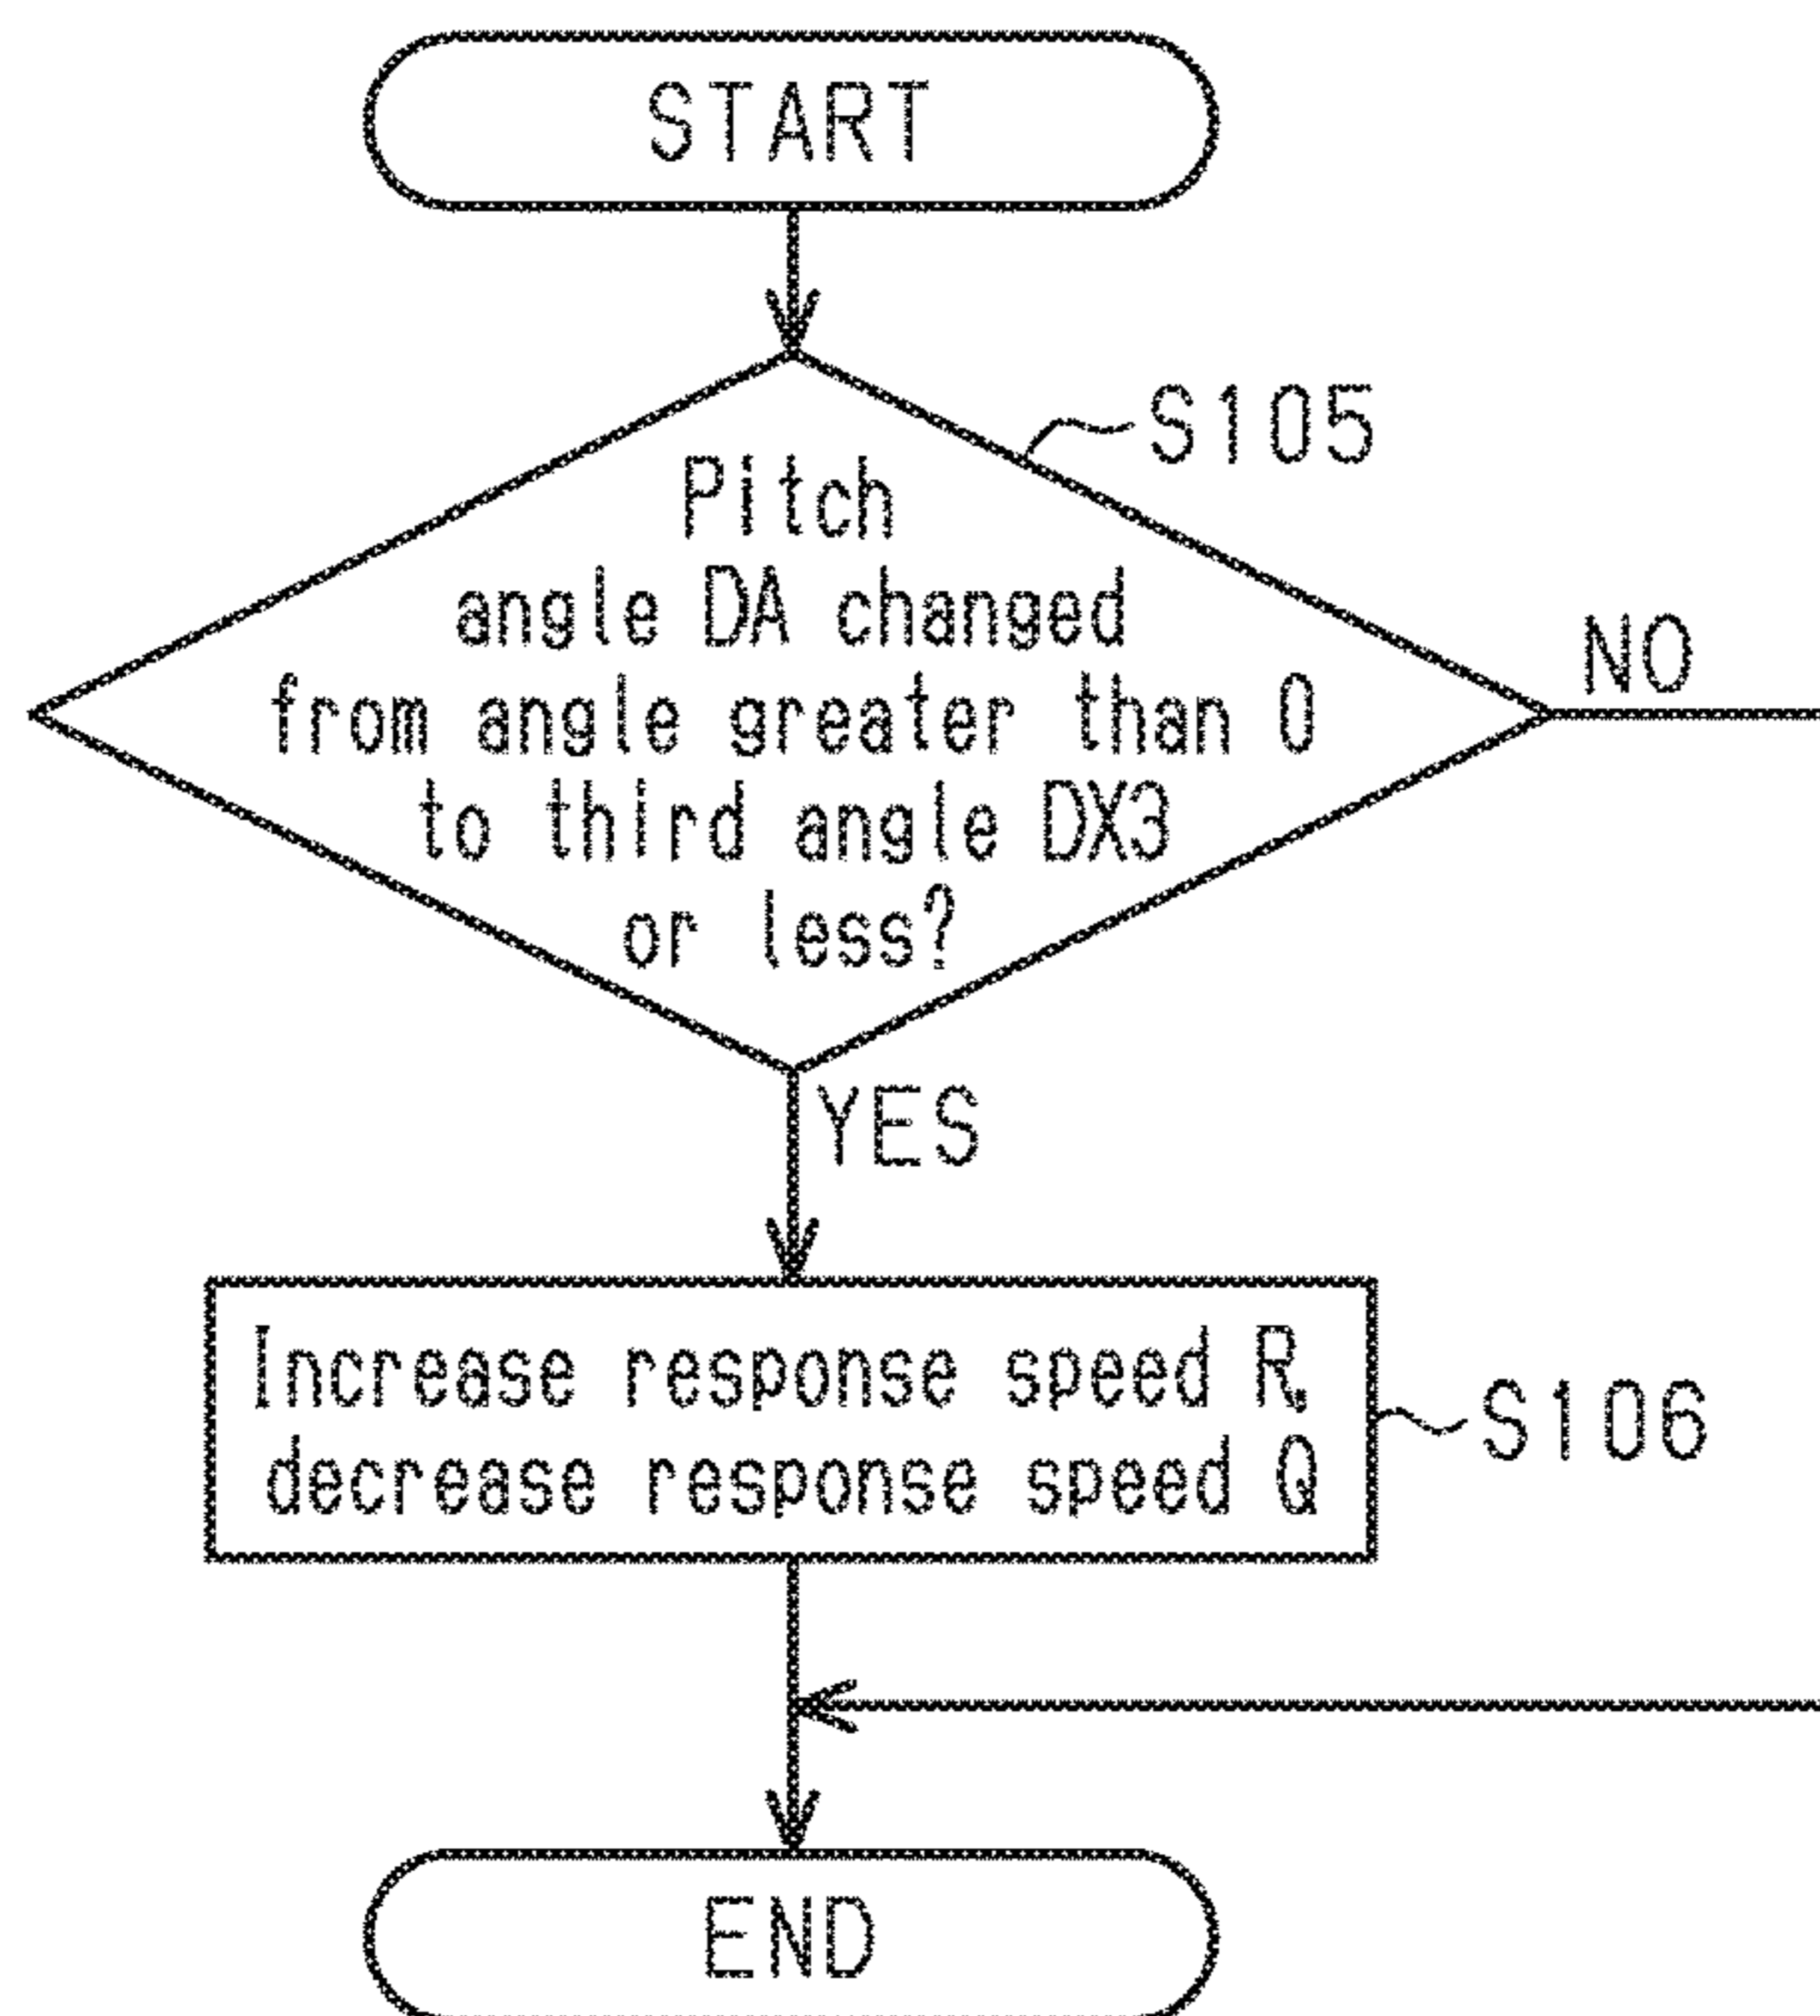 START
S105
Pitch
angle DA changed
from angle greater than 0
to third angle DX3
or less?
NO
YES
Increase response speed R,
decrease response speed Q
S106
END